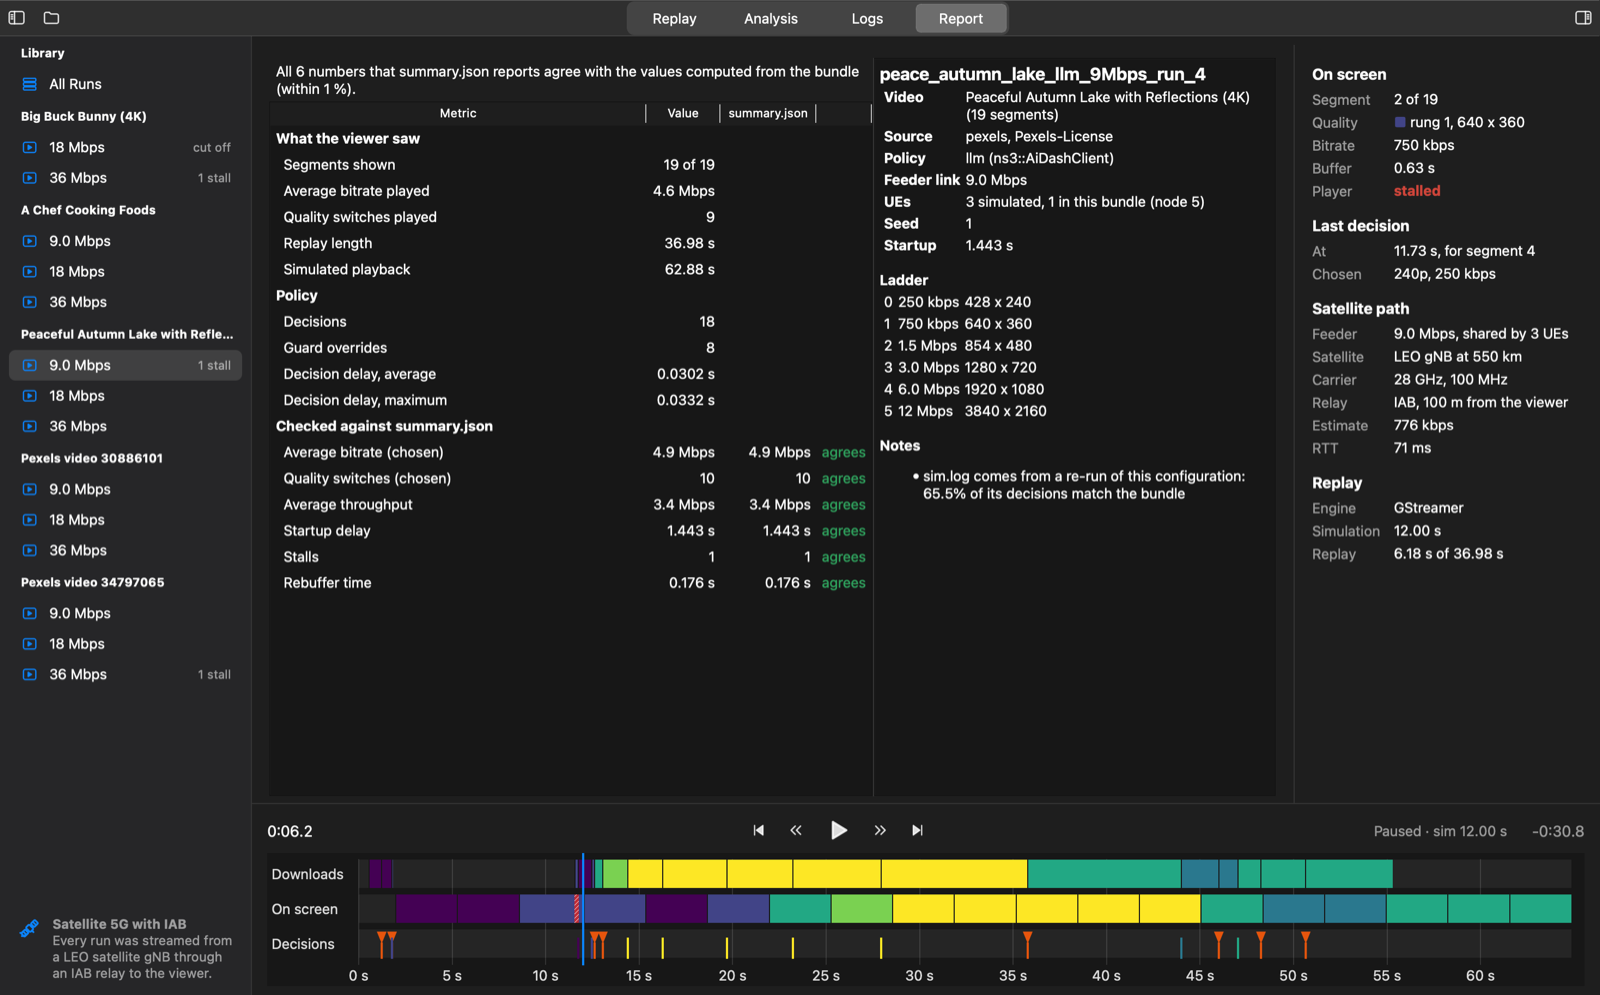 Replay
Analysis
Logs
Report
Library
All Runs
Big Buck Bunny (4K)
18 Mbps cut off
36 Mbps 1 stall
A Chef Cooking Foods
9.0 Mbps
18 Mbps
36 Mbps
Peaceful Autumn Lake with Refle...
9.0 Mbps 1 stall
18 Mbps
36 Mbps
Pexels video 30886101
9.0 Mbps
18 Mbps
36 Mbps
Pexels video 34797065
9.0 Mbps
18 Mbps
36 Mbps 1 stall
Satellite 5G with IAB
Every run was streamed from
a LEO satellite gNB through
an IAB relay to the viewer.
All 6 numbers that summary.json reports agree with the values computed from the bundle
(within 1 %).
Metric Value summary.json
What the viewer saw
Segments shown 19 of 19
Average bitrate played 4.6 Mbps
Quality switches played 9
Replay length 36.98 s
Simulated playback 62.88 s
Policy
Decisions 18
Guard overrides 8
Decision delay, average 0.0302 s
Decision delay, maximum 0.0332 s
Checked against summary.json
Average bitrate (chosen) 4.9 Mbps 4.9 Mbps agrees
Quality switches (chosen) 10 10 agrees
Average throughput 3.4 Mbps 3.4 Mbps agrees
Startup delay 1.443 s 1.443 s agrees
Stalls 1 1 agrees
Rebuffer time 0.176 s 0.176 s agrees
peace_autumn_lake_llm_9Mbps_run_4
Video Peaceful Autumn Lake with Reflections (4K)
(19 segments)
Source pexels, Pexels-License
Policy llm (ns3::AiDashClient)
Feeder link 9.0 Mbps
UEs 3 simulated, 1 in this bundle (node 5)
Seed 1
Startup 1.443 s
Ladder
0 250 kbps 428 x 240
1 750 kbps 640 x 360
2 1.5 Mbps 854 x 480
3 3.0 Mbps 1280 x 720
4 6.0 Mbps 1920 x 1080
5 12 Mbps 3840 x 2160
Notes
• sim.log comes from a re-run of this configuration:
65.5% of its decisions match the bundle
On screen
Segment 2 of 19
Quality rung 1, 640 x 360
Bitrate 750 kbps
Buffer 0.63 s
Player stalled
Last decision
At 11.73 s, for segment 4
Chosen 240p, 250 kbps
Satellite path
Feeder 9.0 Mbps, shared by 3 UEs
Satellite LEO gNB at 550 km
Carrier 28 GHz, 100 MHz
Relay IAB, 100 m from the viewer
Estimate 776 kbps
RTT 71 ms
Replay
Engine GStreamer
Simulation 12.00 s
Replay 6.18 s of 36.98 s
0:06.2
Paused · sim 12.00 s -0:30.8
Downloads
On screen
Decisions
0 s 5 s 10 s 15 s 20 s 25 s 30 s 35 s 40 s 45 s 50 s 55 s 60 s